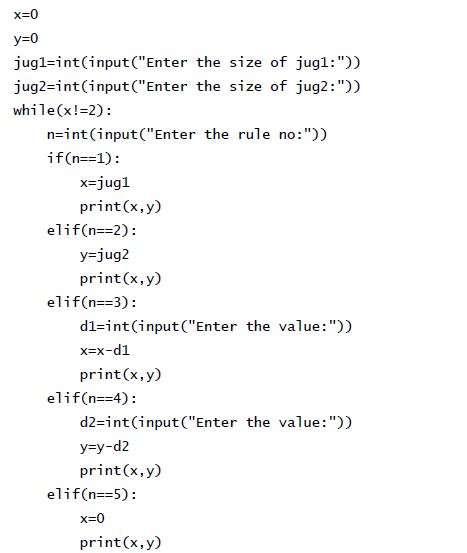 x=0
y=0
jug1=int(input("Enter the size of jug1:"))
jug2=int(input("Enter the size of jug2:"))
while(x!=2):
    n=int(input("Enter the rule no:"))
    if(n==1):
        x=jug1
        print(x,y)
    elif(n==2):
        y=jug2
        print(x,y)
    elif(n==3):
        d1=int(input("Enter the value:"))
        x=x-d1
        print(x,y)
    elif(n==4):
        d2=int(input("Enter the value:"))
        y=y-d2
        print(x,y)
    elif(n==5):
        x=0
        print(x,y)